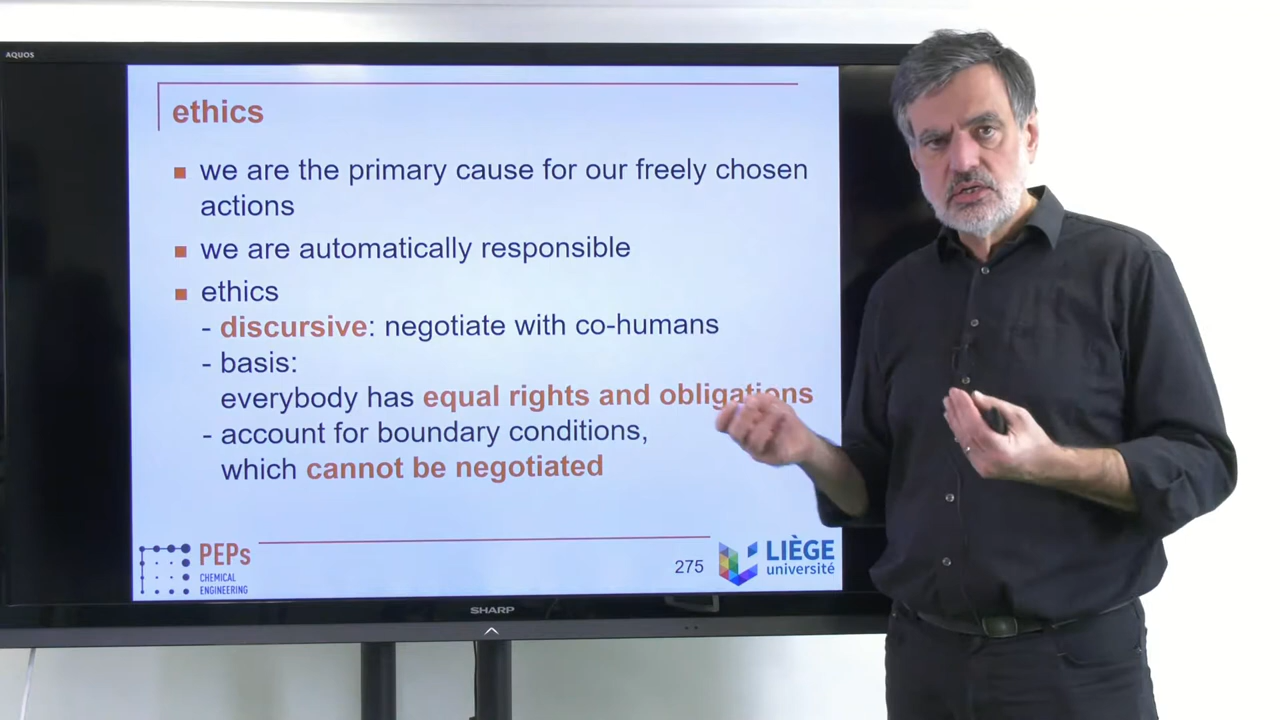 AQUOS
ethics
we are the primary cause for our freely chosen
actions
we are automatically responsible
ethics
- discursive: negotiate with co-humans
- basis:
everybody has equal rights and obligations
- account for boundary conditions,
which cannot be negotiated
PEPs
CHEMICAL
ENGINEERING
275
LIÈGE
université
SHARP